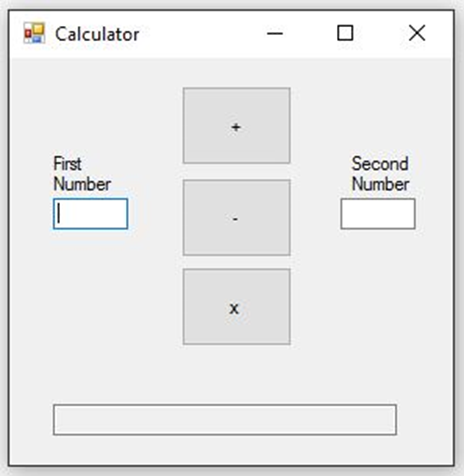 Calculator
+
First
Number
Second
Number
-
x